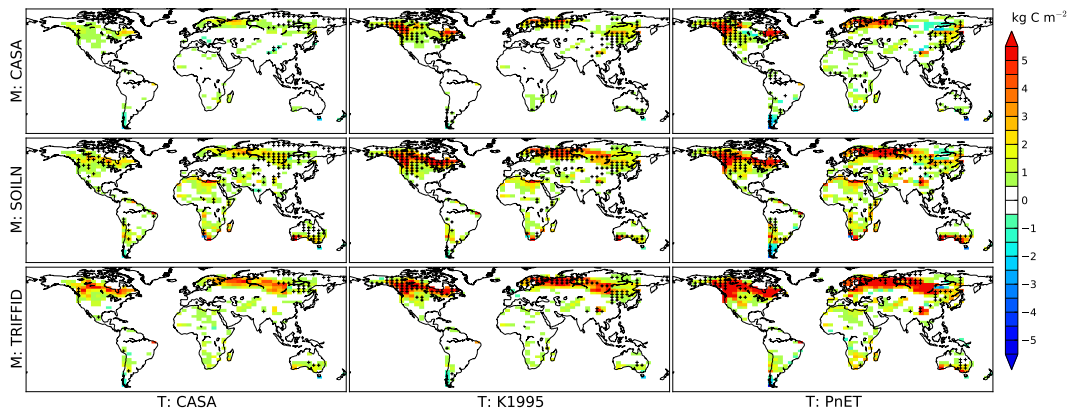 kg C m⁻²
M: CASA
M: SOILN
M: TRIFFID
5
4
3
2
1
0
−1
−2
−3
−4
−5
T: CASA
T: K1995
T: PnET